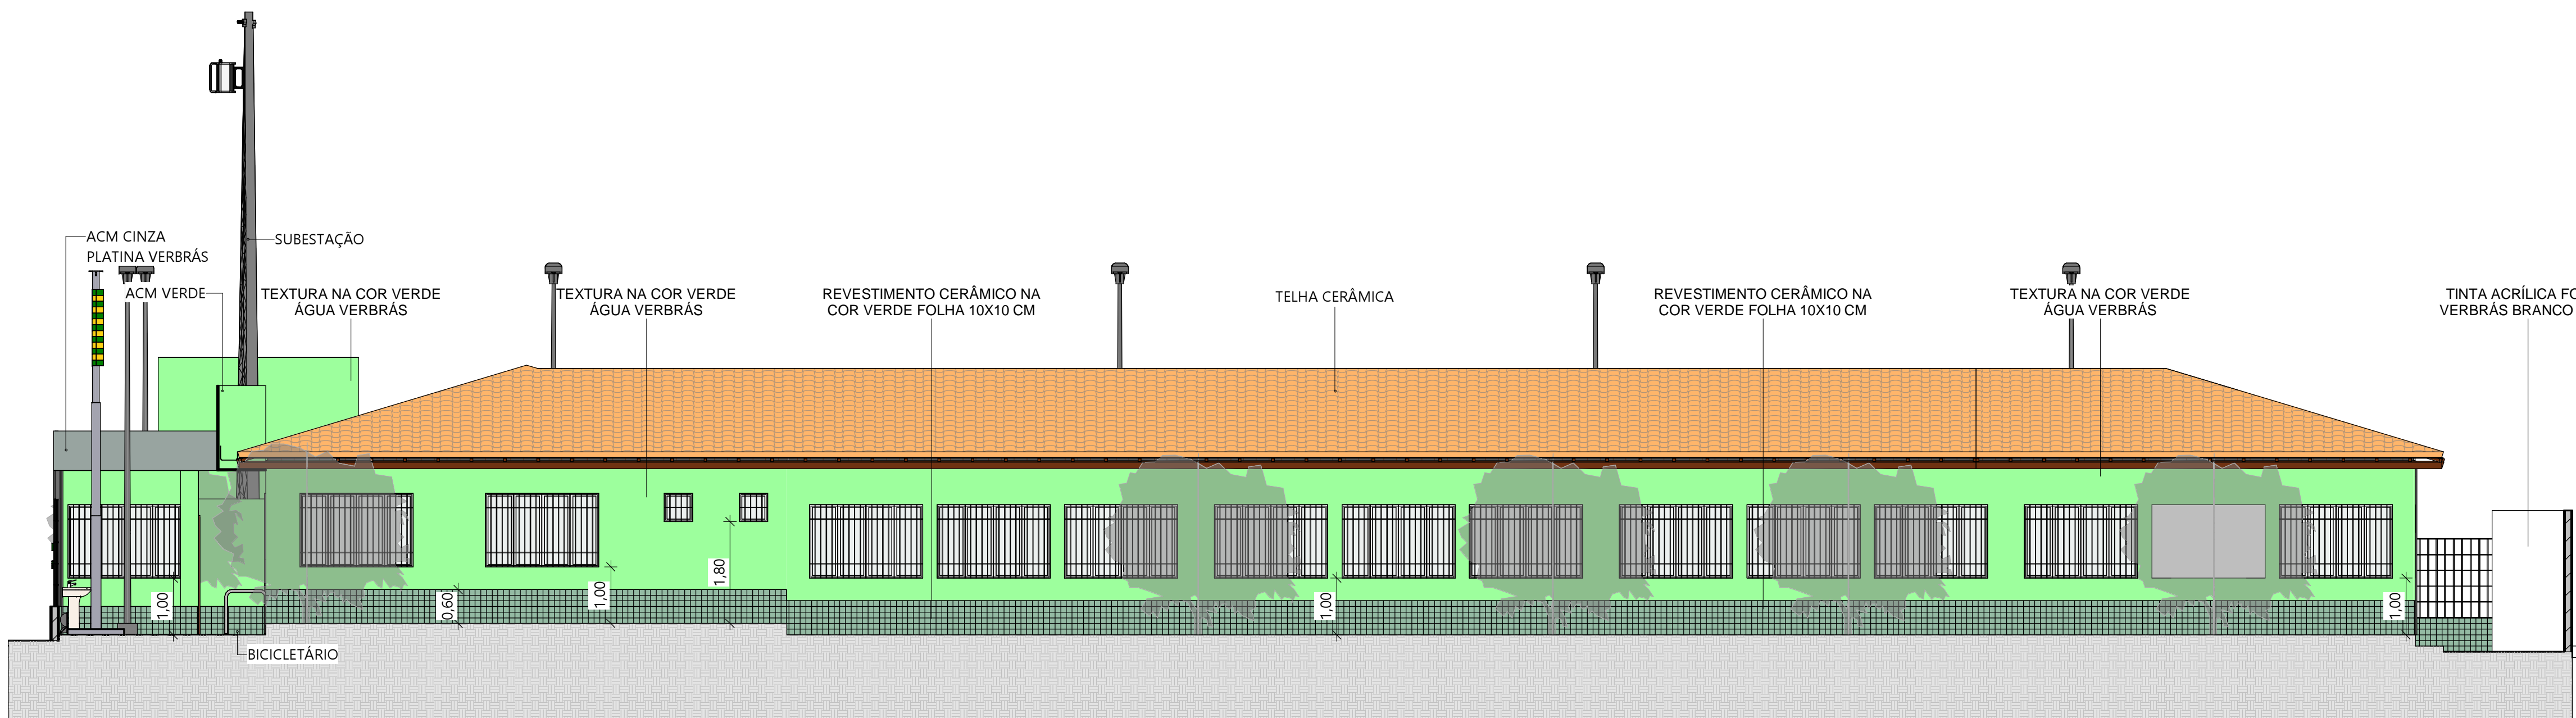 ACM CINZA
PLATINA VERBRÁS
SUBESTAÇÃO
ACM VERDE
TEXTURA NA COR VERDE
ÁGUA VERBRÁS
TEXTURA NA COR VERDE
ÁGUA VERBRÁS
REVESTIMENTO CERÂMICO NA
COR VERDE FOLHA 10X10 CM
TELHA CERÂMICA
REVESTIMENTO CERÂMICO NA
COR VERDE FOLHA 10X10 CM
TEXTURA NA COR VERDE
ÁGUA VERBRÁS
TINTA ACRÍLICA FO
VERBRÁS BRANCO
1,00
0,60
1,00
1,80
1,00
1,00
BICICLETÁRIO